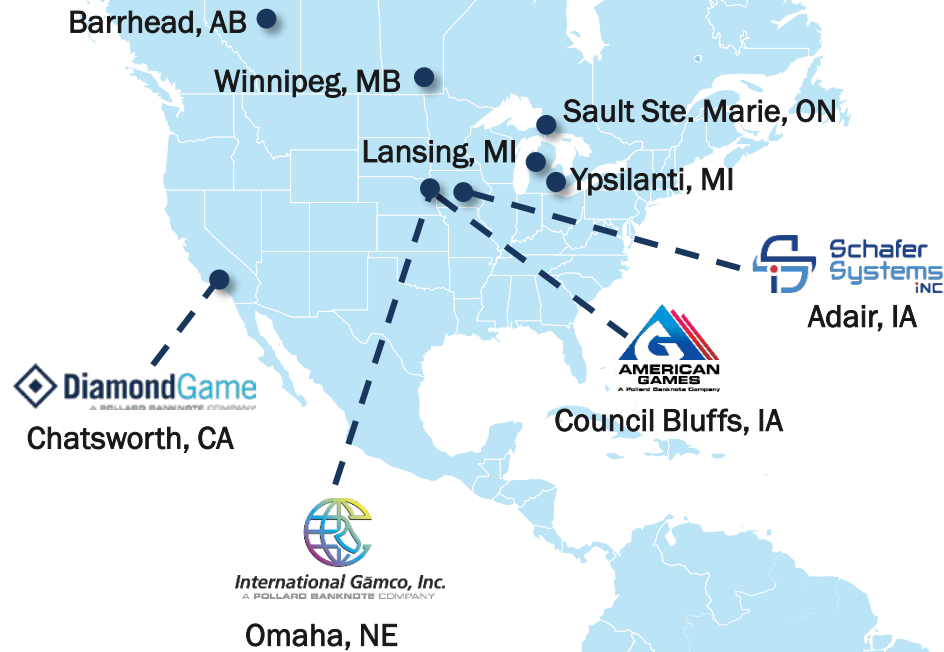 Barrhead, AB
Winnipeg, MB
Sault Ste. Marie, ON
Lansing, MI
Ypsilanti, MI
Schafer
Systems
INC
Adair, IA
AMERICAN
GAMES
A Pollard Banknote Company
Council Bluffs, IA
DiamondGame
A POLLARD BANKNOTE COMPANY
Chatsworth, CA
International Gāmco, Inc.
A POLLARD BANKNOTE COMPANY
Omaha, NE